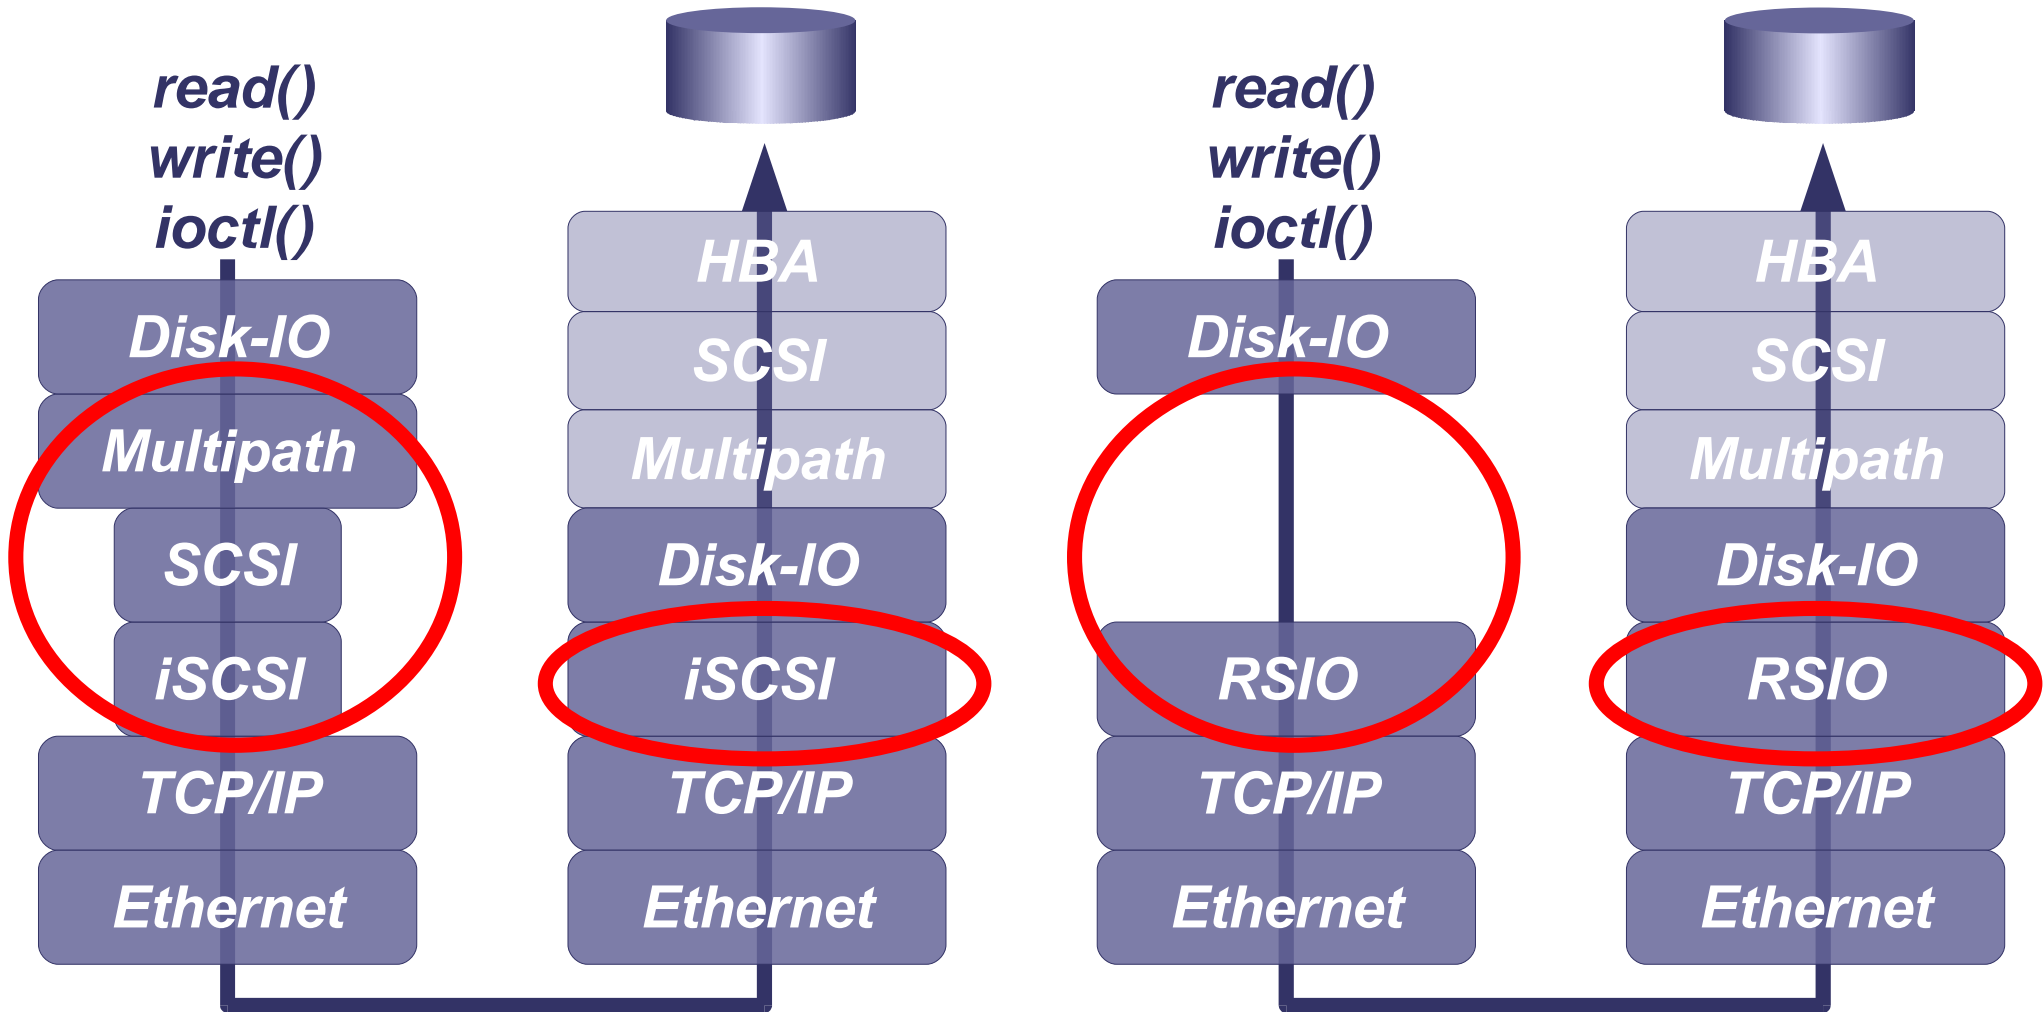 read()
write()
ioctl()
Disk-IO
Multipath
SCSI
iSCSI
TCP/IP
Ethernet
HBA
SCSI
Multipath
Disk-IO
iSCSI
TCP/IP
Ethernet
read()
write()
ioctl()
Disk-IO
RSIO
TCP/IP
Ethernet
HBA
SCSI
Multipath
Disk-IO
RSIO
TCP/IP
Ethernet